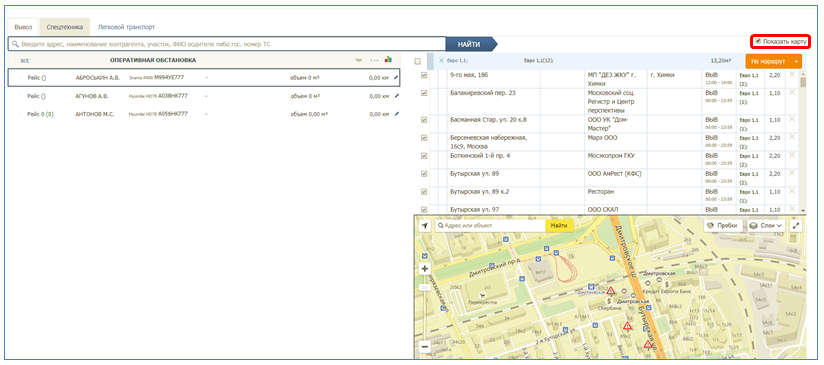 Вывоз Спецтехника Легковой транспорт
Введите адрес, наименование контрагента, участок, ФИО водителя либо гос. номер ТС
НАЙТИ
Показать карту
ВСЕ ОПЕРАТИВНАЯ ОБСТАНОВКА
Рейс () АБРОСЬКИН А.В. Scania P400 М994УЕ777 - объем 0 м³ 0,00 км
Рейс () АГУНОВ А.В. Hyundai HD78 А038НК777 - объем 0 м³ 0,00 км
Рейс 0 (0) АНТОНОВ М.С. Hyundai HD78 А056НК777 - объем 0,00 м³ 0,00 км
Евро 1,1; Евро 1,1(12); 13,20м³ На маршрут
9-го мая, 18б МП "ДЕЗ ЖКУ" г. Химки г. Химки ВЫВ 12:00 - 14:00 Евро 1,1 (2); 2,20
Балакиревский пер. 23 Московский соц. Регистр и Центр перспективы ВЫВ 00:00 - 23:59 Евро 1,1 (1); 1,10
Басманная Стар. ул. 20 к.8 ООО УК "Дон-Мастер" ВЫВ 00:00 - 23:59 Евро 1,1 (1); 1,10
Берсеневская набережная, 16с9, Москва Марэ ООО ВЫВ 00:00 - 23:59 Евро 1,1 (2); 2,20
Боткинский 1-й пр. 4 Мосэкопром ГКУ ВЫВ 00:00 - 23:59 Евро 1,1 (2); 2,20
Бутырская ул. 89 ООО АмРест (КФС) ВЫВ 00:00 - 23:59 Евро 1,1 (2); 2,20
Бутырская ул. 89 к.2 Ресторан ВЫВ 00:00 - 23:59 Евро 1,1 (1); 1,10
Бутырская ул. 97 ООО СКАЛ ВЫВ Евро 1,1 1,10
Адрес или объект
Найти
Пробки
Слои
Дмитровский пр-д
Дмитровское ш.
Дмитровская
Кредит Европа Банк
Дмитровская
Сбербанк
Перекресток
Бутырская ул.
2-я Хуторская ул.